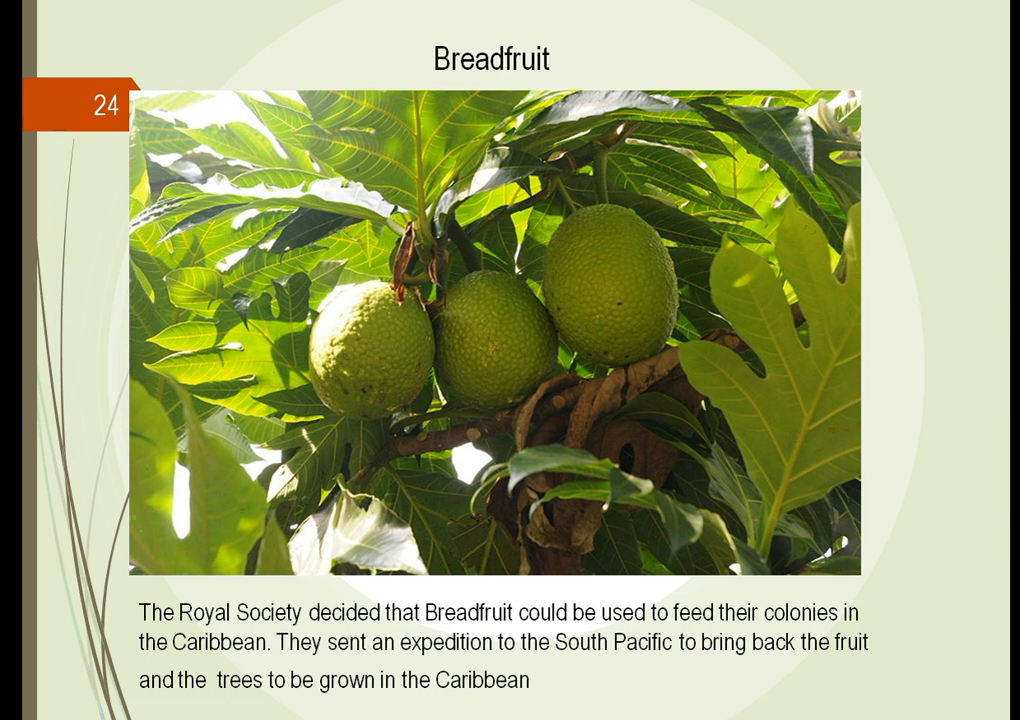 Breadfruit
24
The Royal Society decided that Breadfruit could be used to feed their colonies in
the Caribbean. They sent an expedition to the South Pacific to bring back the fruit
and the trees to be grown in the Caribbean